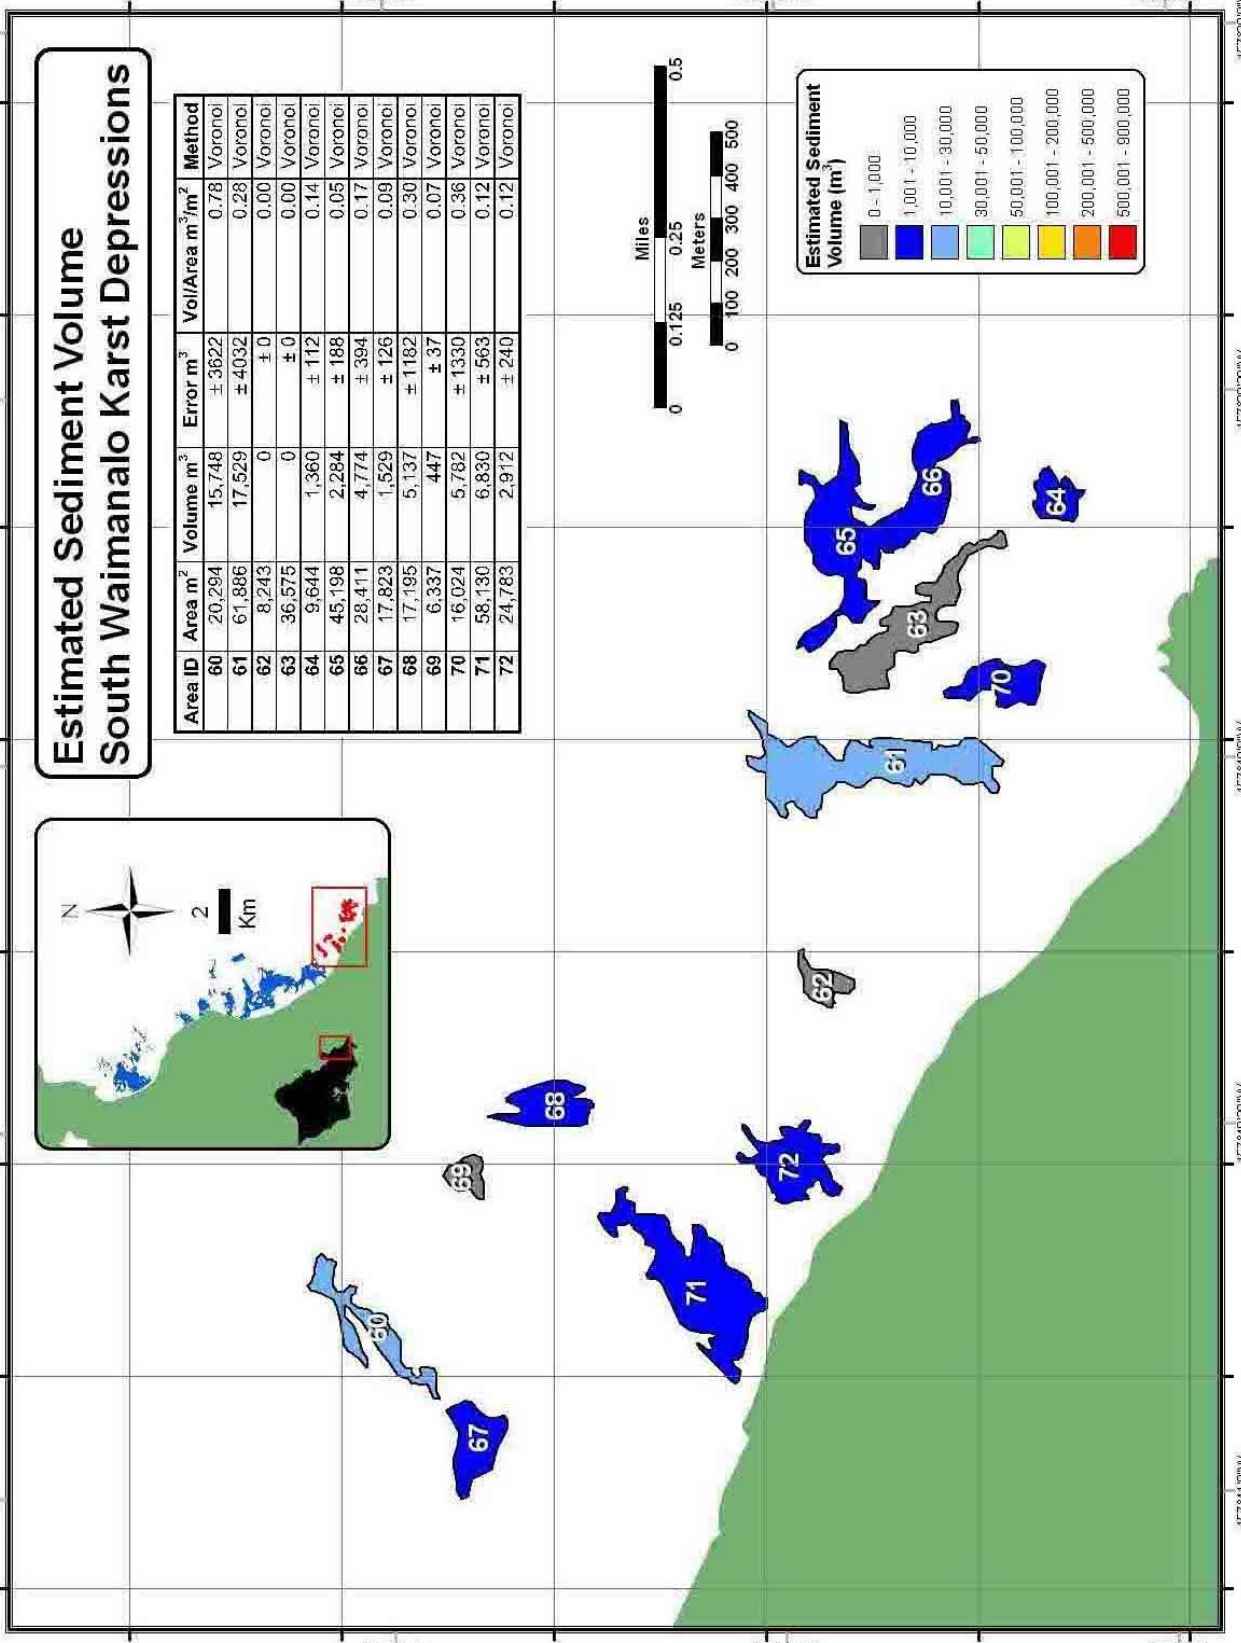 Estimated Sediment Volume
South Waimanalo Karst Depressions
Area ID Area m² Volume m³ Error m³ Vol/Area m³/m² Method
60 20,294 15,748 ± 3622 0.78 Voronoi
61 61,886 17,529 ± 4032 0.28 Voronoi
62 8,243 0 ± 0 0.00 Voronoi
63 36,575 0 ± 0 0.00 Voronoi
64 9,644 1,360 ± 112 0.14 Voronoi
65 45,198 2,284 ± 188 0.05 Voronoi
66 28,411 4,774 ± 394 0.17 Voronoi
67 17,823 1,529 ± 126 0.09 Voronoi
68 17,195 5,137 ± 1182 0.30 Voronoi
69 6,337 447 ± 37 0.07 Voronoi
70 16,024 5,782 ± 1330 0.36 Voronoi
71 58,130 6,830 ± 563 0.12 Voronoi
72 24,783 2,912 ± 240 0.12 Voronoi
N
2
Km
Miles
0 0.125 0.25 0.5
Meters
0 100 200 300 400 500
Estimated Sediment
Volume (m³)
0 - 1,000
1,001 - 10,000
10,001 - 30,000
30,001 - 50,000
50,001 - 100,000
100,001 - 200,000
200,001 - 500,000
500,001 - 900,000
60
69
67
68
71
72
62
61
65
66
63
70
64